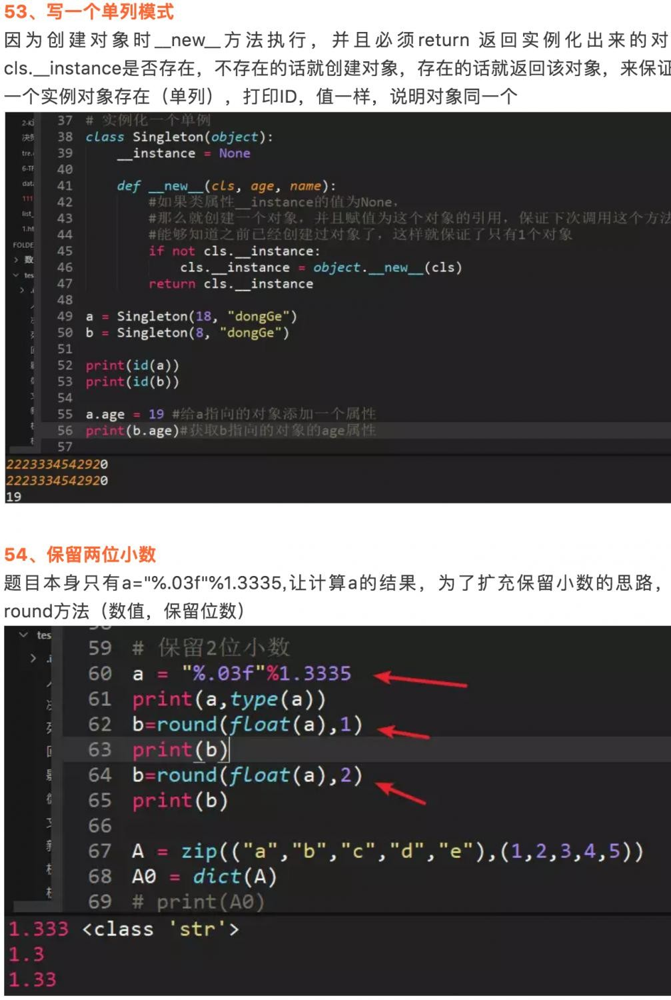 53、写一个单列模式
因为创建对象时__new__方法执行，并且必须return 返回实例化出来的对
cls.__instance是否存在，不存在的话就创建对象，存在的话就返回该对象，来保证
一个实例对象存在（单列），打印ID，值一样，说明对象同一个
37 # 实例化一个单例
38 class Singleton(object):
39 __instance = None
40
41 def __new__(cls, age, name):
42 #如果类属性__instance的值为None，
43 #那么就创建一个对象，并且赋值为这个对象的引用，保证下次调用这个方法
44 #能够知道之前已经创建过对象了，这样就保证了只有1个对象
45 if not cls.__instance:
46 cls.__instance = object.__new__(cls)
47 return cls.__instance
48
49 a = Singleton(18, "dongGe")
50 b = Singleton(8, "dongGe")
51
52 print(id(a))
53 print(id(b))
54
55 a.age = 19 #给a指向的对象添加一个属性
56 print(b.age)#获取b指向的对象的age属性
57
2223334542920
2223334542920
19
54、保留两位小数
题目本身只有a="%.03f"%1.3335,让计算a的结果，为了扩充保留小数的思路，
round方法（数值，保留位数）
tes
59 # 保留2位小数
60 a = "%.03f"%1.3335
61 print(a,type(a))
62 b=round(float(a),1)
63 print(b)
64 b=round(float(a),2)
65 print(b)
66
67 A = zip(("a","b","c","d","e"),(1,2,3,4,5))
68 A0 = dict(A)
69 # print(A0)
1.333 <class 'str'>
1.3
1.33